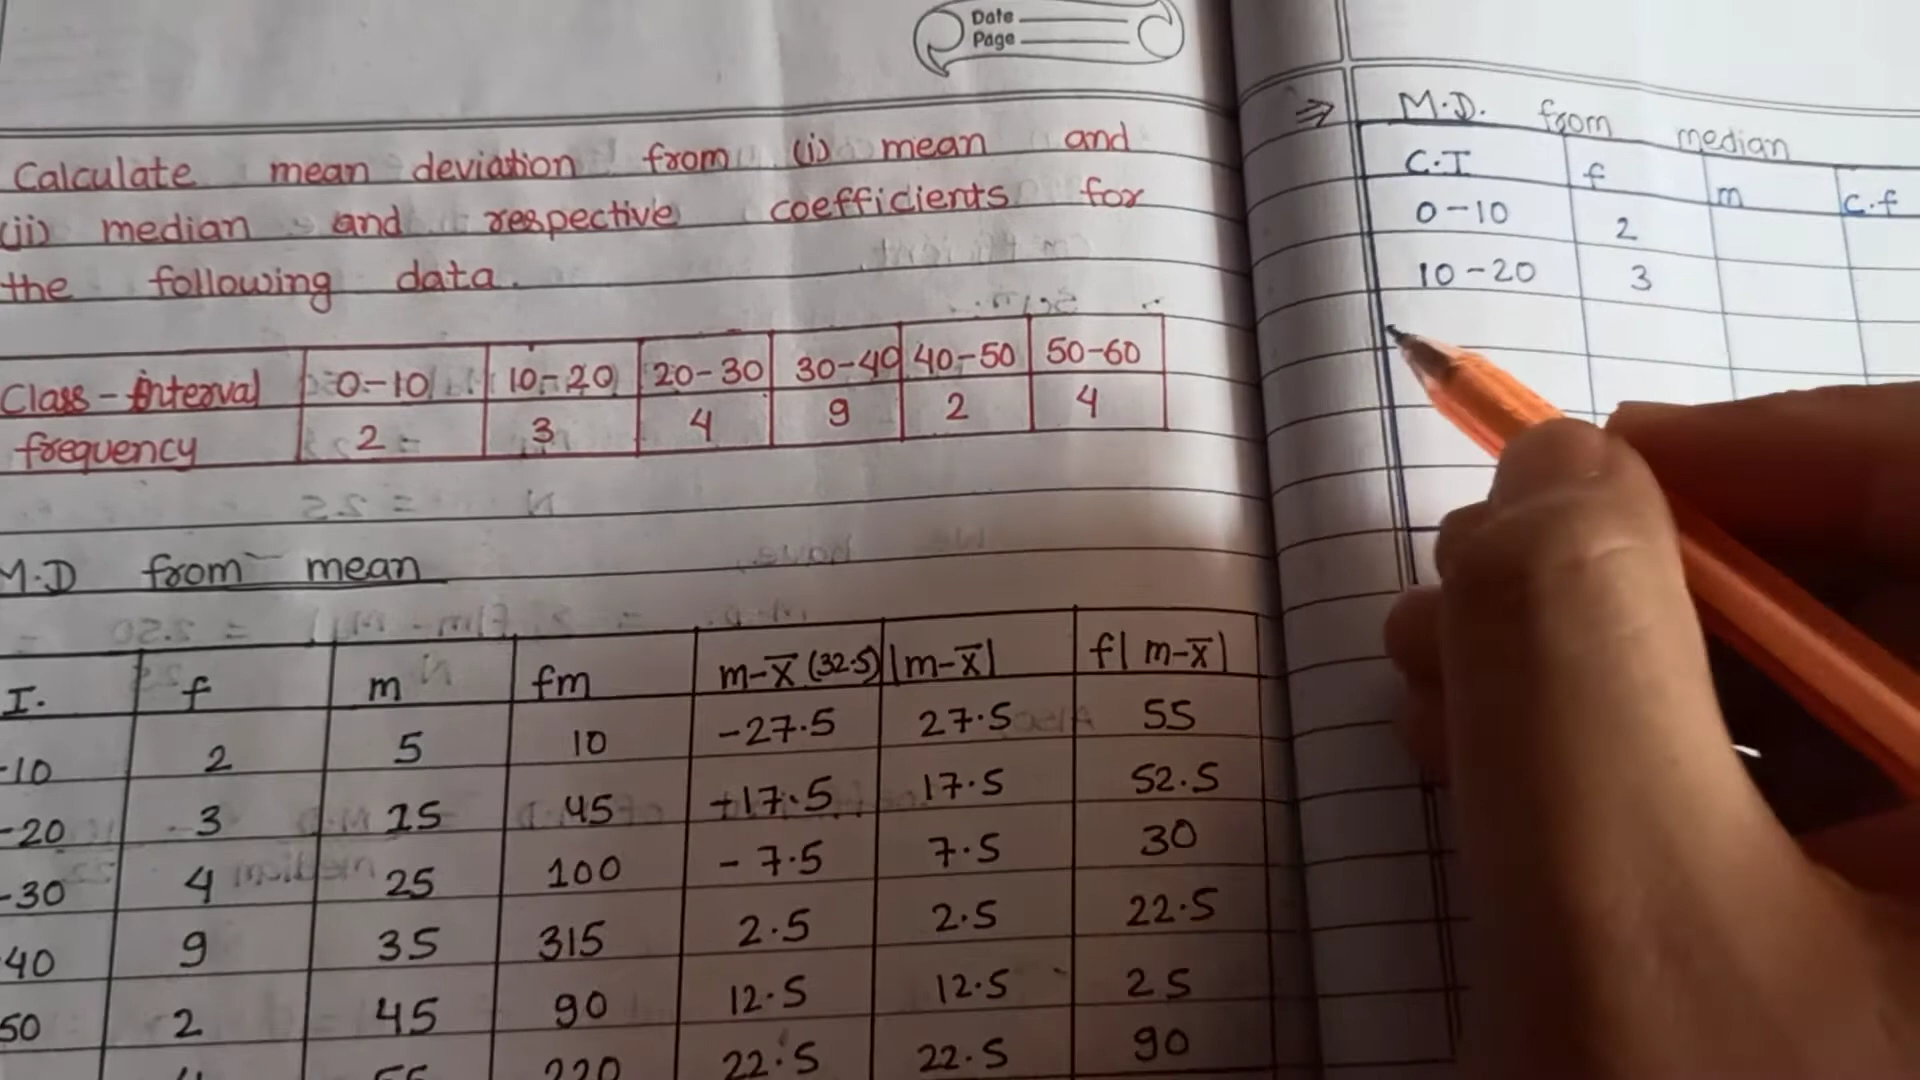 Date
Page
Calculate mean deviation from (i) mean and
(ii) median and respective coefficients for
the following data.
Class-interval 0-10 10-20 20-30 30-40 40-50 50-60
frequency 2 3 4 9 2 4
M.D from mean
I. f m fm m-x̅ (32.5) |m-x̅| f|m-x̅|
-10 2 5 10 -27.5 27.5 55
-20 3 15 45 +17.5 17.5 52.5
-30 4 25 100 -7.5 7.5 30
-40 9 35 315 2.5 2.5 22.5
50 2 45 90 12.5 12.5 25
4 55 220 22.5 22.5 90
⇒ M.D. from median
C.I f m c.f
0-10 2
10-20 3